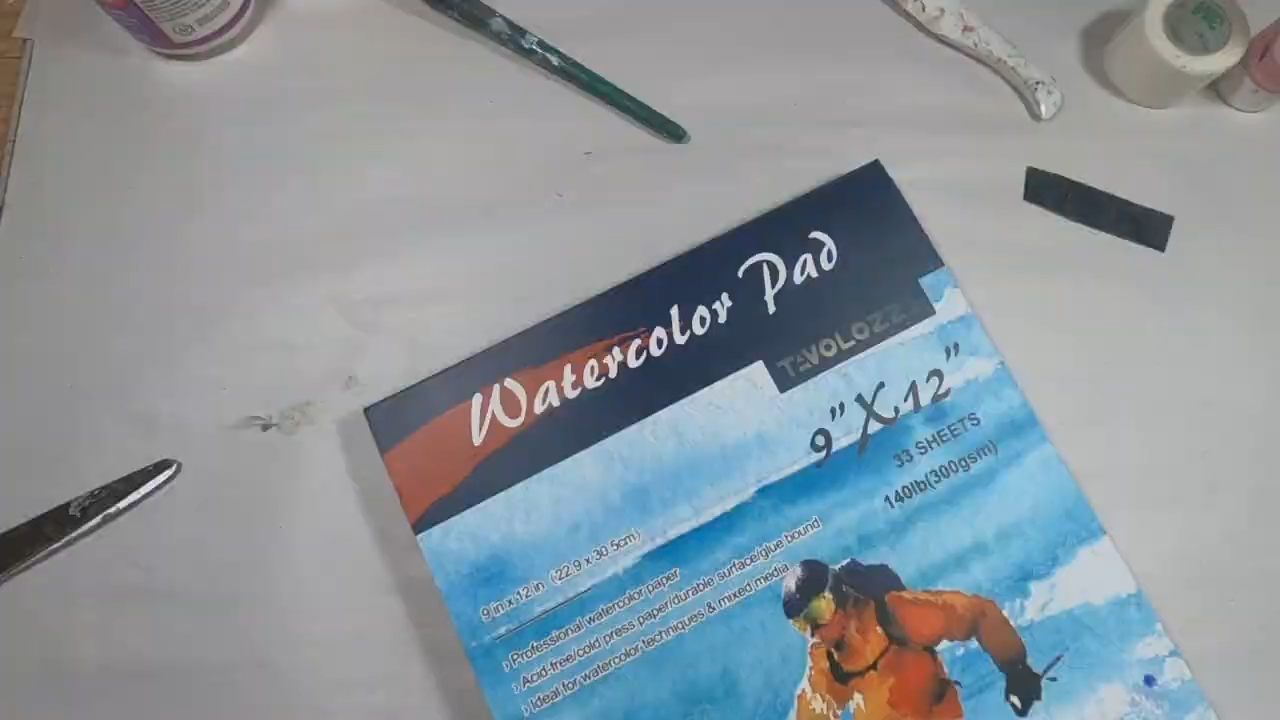 Watercolor Pad
TAVOLOZZA
9"X12"
33 SHEETS
140lb(300gsm)
9 in x 12 in (22.9 x 30.5cm)
› Professional watercolor paper
› Acid-free/cold press paper/durable surface/glue bound
› Ideal for watercolor techniques & mixed media